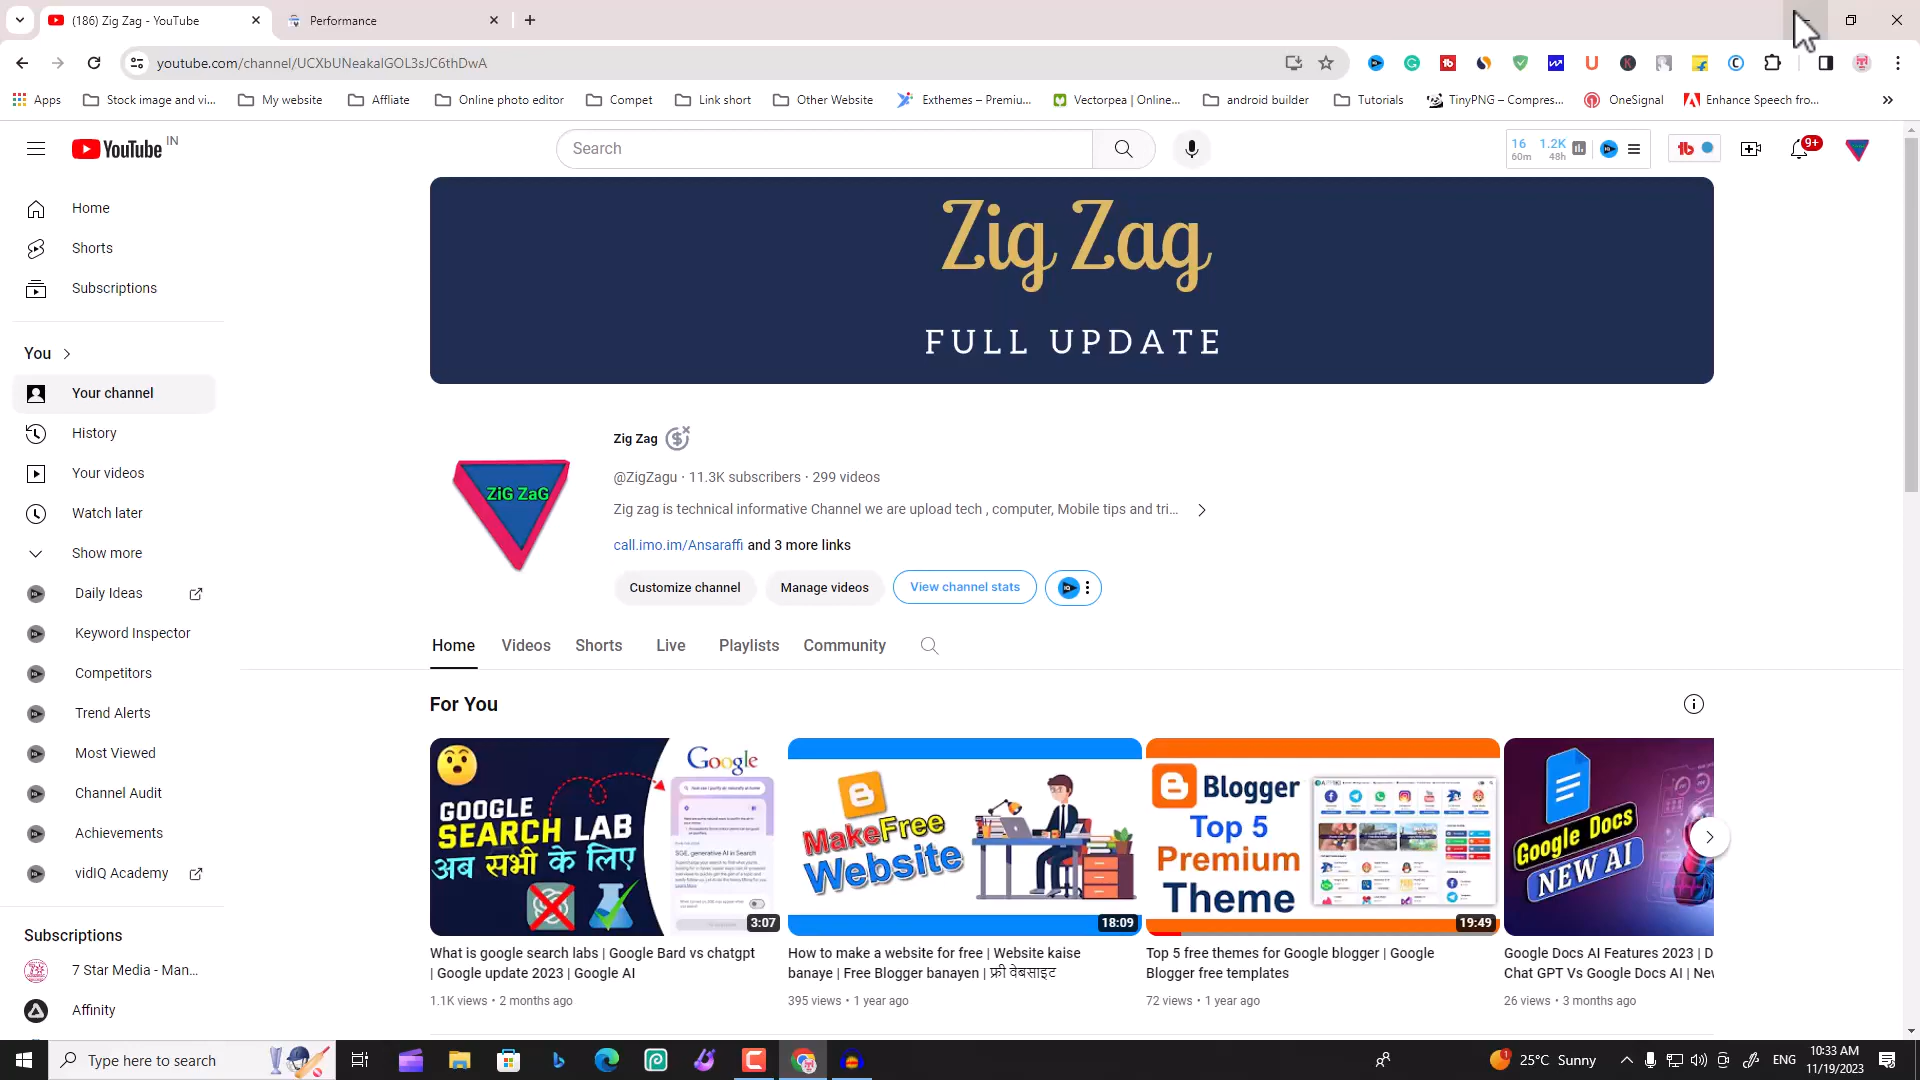 (186) Zig Zag - YouTube
Performance
youtube.com/channel/UCXbUNeakaIGOL3sJC6thDwA
Apps
Stock image and vi...
My website
Affliate
Online photo editor
Compet
Link short
Other Website
Exthemes – Premiu...
Vectorpea | Online...
android builder
Tutorials
TinyPNG – Compres...
OneSignal
Enhance Speech fro...
YouTube IN
Search
16 60m
1.2K 48h
9+
Home
Shorts
Subscriptions
You
Your channel
History
Your videos
Watch later
Show more
Daily Ideas
Keyword Inspector
Competitors
Trend Alerts
Most Viewed
Channel Audit
Achievements
vidIQ Academy
Subscriptions
7 Star Media - Man...
Affinity
Zig Zag
FULL UPDATE
ZiG ZaG
Zig Zag
@ZigZagu · 11.3K subscribers · 299 videos
Zig zag is technical informative Channel we are upload tech , computer, Mobile tips and tri...
call.imo.im/Ansaraffi and 3 more links
Customize channel
Manage videos
View channel stats
Home
Videos
Shorts
Live
Playlists
Community
For You
GOOGLE
SEARCH LAB
अब सभी के लिए
Google
SGE, generative AI in Search
3:07
What is google search labs | Google Bard vs chatgpt
| Google update 2023 | Google AI
1.1K views • 2 months ago
MakeFree
Website
18:09
How to make a website for free | Website kaise
banaye | Free Blogger banayen | फ्री वेबसाइट
395 views • 1 year ago
Blogger
Top 5
Premium
Theme
19:49
Top 5 free themes for Google blogger | Google
Blogger free templates
72 views • 1 year ago
Google Docs
NEW AI
Google Docs AI Features 2023 | D
Chat GPT Vs Google Docs AI | Nev
26 views • 3 months ago
Type here to search
1
25°C Sunny
ENG
10:33 AM
11/19/2023